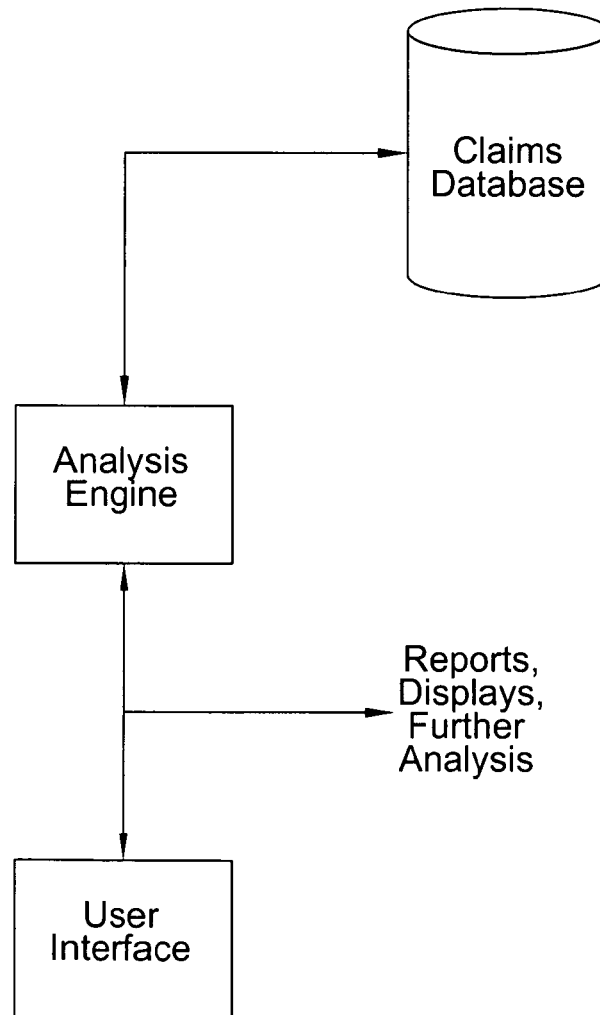 Claims
Database
Analysis
Engine
Reports,
Displays,
Further
Analysis
User
Interface